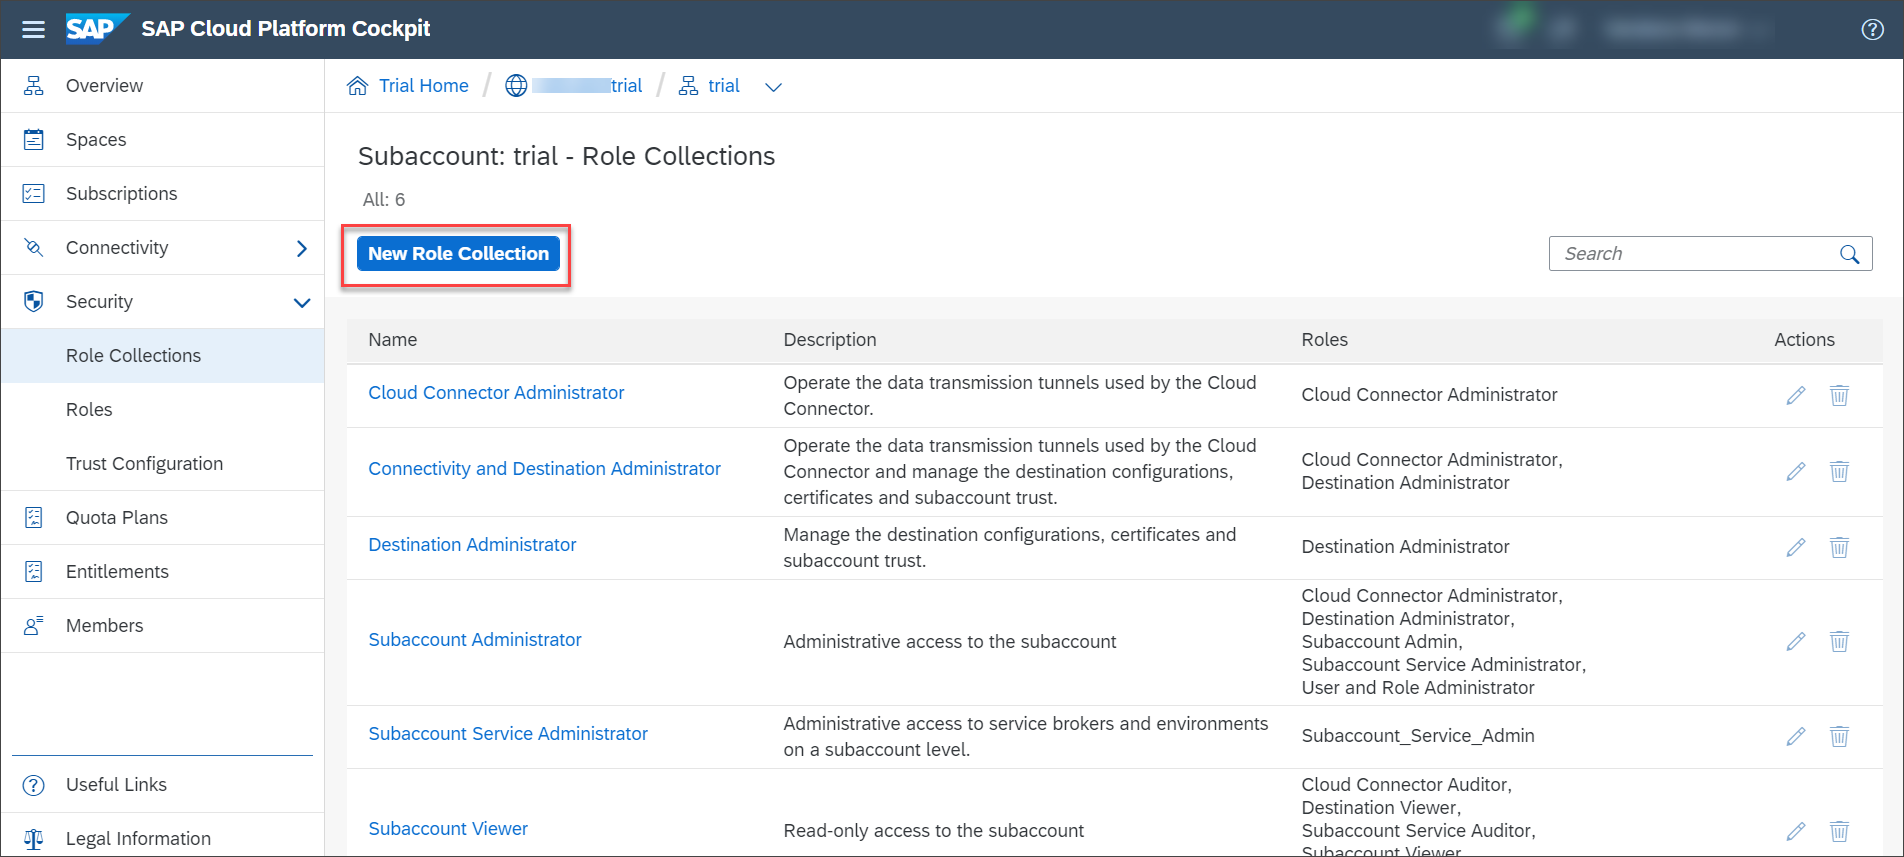 SAP SAP Cloud Platform Cockpit
Overview
Spaces
Subscriptions
Connectivity
Security
Role Collections
Roles
Trust Configuration
Quota Plans
Entitlements
Members
Useful Links
Legal Information
Trial Home / trial / trial
Subaccount: trial - Role Collections
All: 6
New Role Collection
Search
Name Description Roles Actions
Cloud Connector Administrator
Operate the data transmission tunnels used by the Cloud
Connector.
Cloud Connector Administrator
Connectivity and Destination Administrator
Operate the data transmission tunnels used by the Cloud
Connector and manage the destination configurations,
certificates and subaccount trust.
Cloud Connector Administrator,
Destination Administrator
Destination Administrator
Manage the destination configurations, certificates and
subaccount trust.
Destination Administrator
Subaccount Administrator
Administrative access to the subaccount
Cloud Connector Administrator,
Destination Administrator,
Subaccount Admin,
Subaccount Service Administrator,
User and Role Administrator
Subaccount Service Administrator
Administrative access to service brokers and environments
on a subaccount level.
Subaccount_Service_Admin
Subaccount Viewer
Read-only access to the subaccount
Cloud Connector Auditor,
Destination Viewer,
Subaccount Service Auditor,
Subaccount Viewer